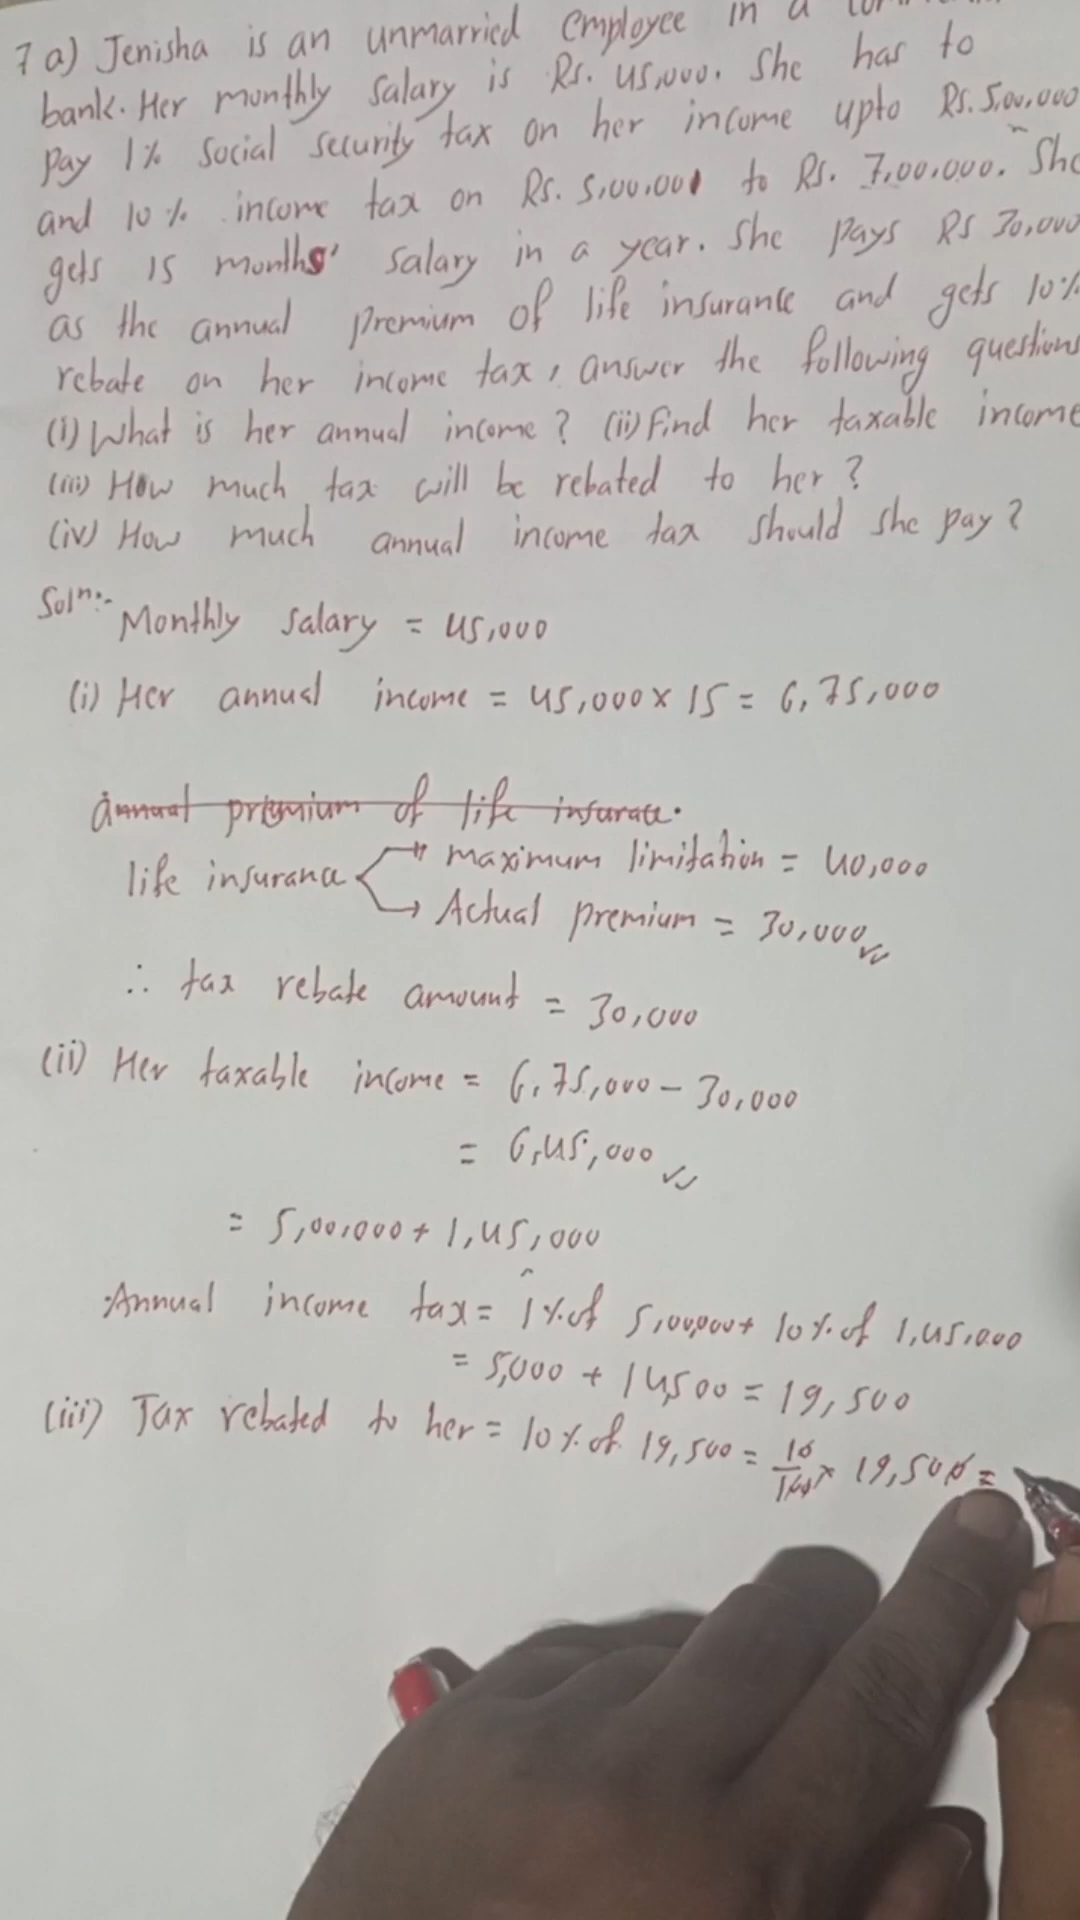 7 a) Jenisha is an unmarried employee in a
bank. Her monthly salary is Rs. 45,000. She has to
pay 1% social security tax on her income upto Rs. 5,00,000
and 10% income tax on Rs. 5,00,001 to Rs. 7,00,000. She
gets 15 months' salary in a year. She pays RS 30,000
as the annual premium of life insurance and gets 10%
rebate on her income tax, answer the following questions
(i) What is her annual income? (ii) Find her taxable income
(iii) How much tax will be rebated to her?
(iv) How much annual income tax should she pay?
Solⁿ:- Monthly salary = 45,000
(i) Her annual income = 45,000 × 15 = 6,75,000
annual premium of life insurace.
life insurance → maximum limitation = 40,000
→ Actual premium = 30,000
∴ tax rebate amount = 30,000
(ii) Her taxable income = 6,75,000 - 30,000
= 6,45,000
= 5,00,000 + 1,45,000
Annual income tax = 1% of 5,00,000 + 10% of 1,45,000
= 5,000 + 14,500 = 19,500
(iii) Tax rebated to her = 10% of 19,500 = 10/100 × 19,500 =